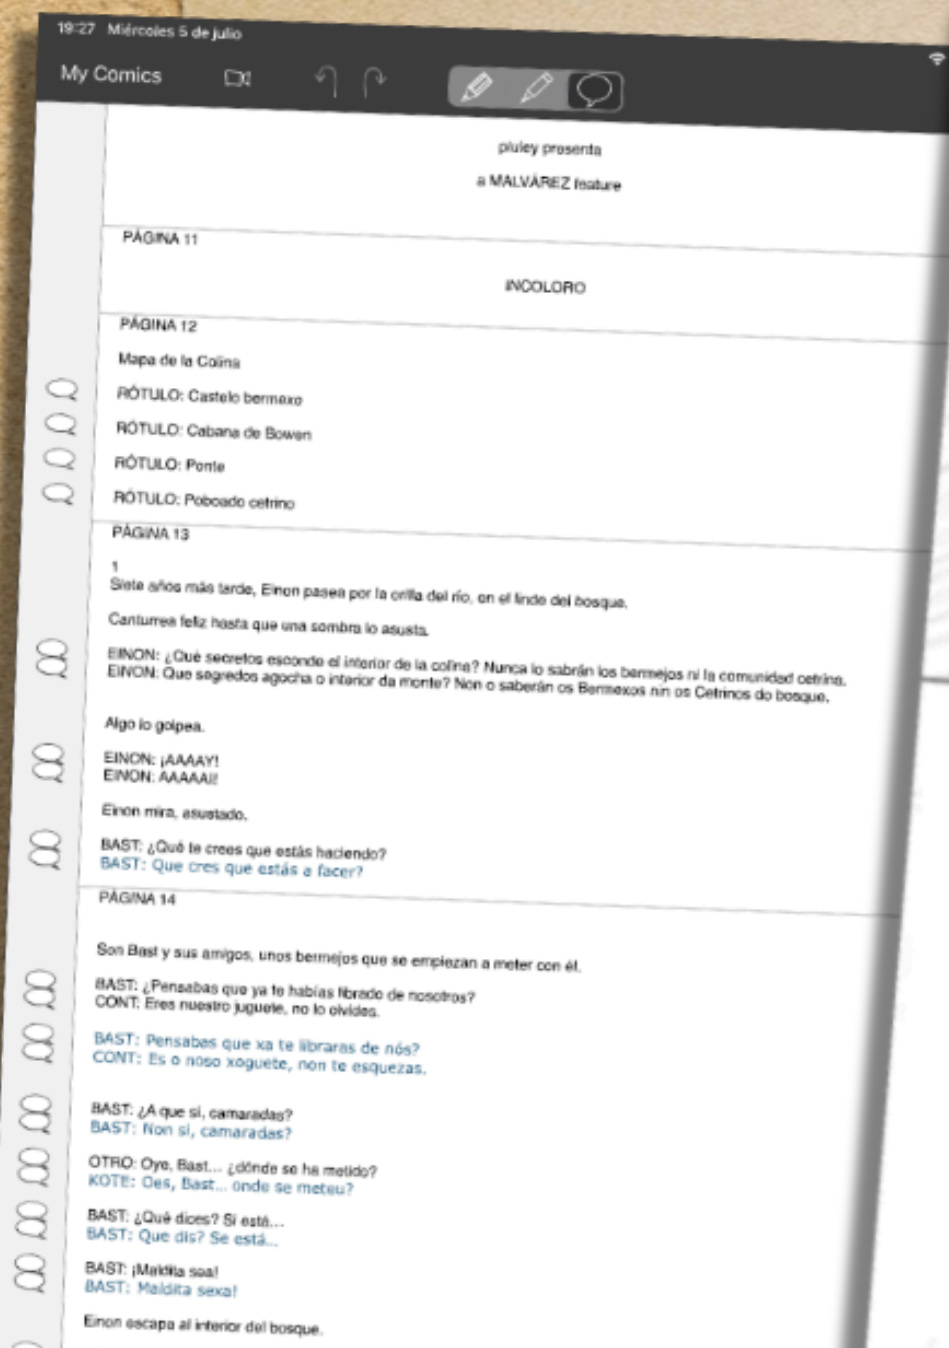 19:27 Miércoles 5 de julio
My Comics
pluley presenta
a MALVÁREZ feature
PÁGINA 11
INCOLORO
PÁGINA 12
Mapa de la Colina
RÓTULO: Castelo bermexo
RÓTULO: Cabana de Bowen
RÓTULO: Ponte
RÓTULO: Poboado cetrino
PÁGINA 13
1
Siete años más tarde, Einon pasea por la orilla del río, en el linde del bosque.
Canturrea feliz hasta que una sombra lo asusta.
EINON: ¿Qué secretos esconde el interior de la colina? Nunca lo sabrán los bermejos ni la comunidad cetrina.
EINON: Que segredos agocha o interior da monte? Non o saberán os Bermexos nin os Cetrinos do bosque.
Algo lo golpea.
EINON: ¡AAAAY!
EINON: AAAAAI!
Einon mira, asustado.
BAST: ¿Qué te crees que estás haciendo?
BAST: Que cres que estás a facer?
PÁGINA 14
Son Bast y sus amigos, unos bermejos que se empiezan a meter con él.
BAST: ¿Pensabas que ya te habías librado de nosotros?
CONT: Eres nuestro juguete, no lo olvides.
BAST: Pensabas que xa te libraras de nós?
CONT: Es o noso xoguete, non te esquezas.
BAST: ¿A que sí, camaradas?
BAST: Non si, camaradas?
OTRO: Oye, Bast... ¿dónde se ha metido?
KOTE: Oes, Bast... onde se meteu?
BAST: ¿Qué dices? Si está...
BAST: Que dis? Se está...
BAST: ¡Maldita sea!
BAST: Maldita sexa!
Einon escapa al interior del bosque.